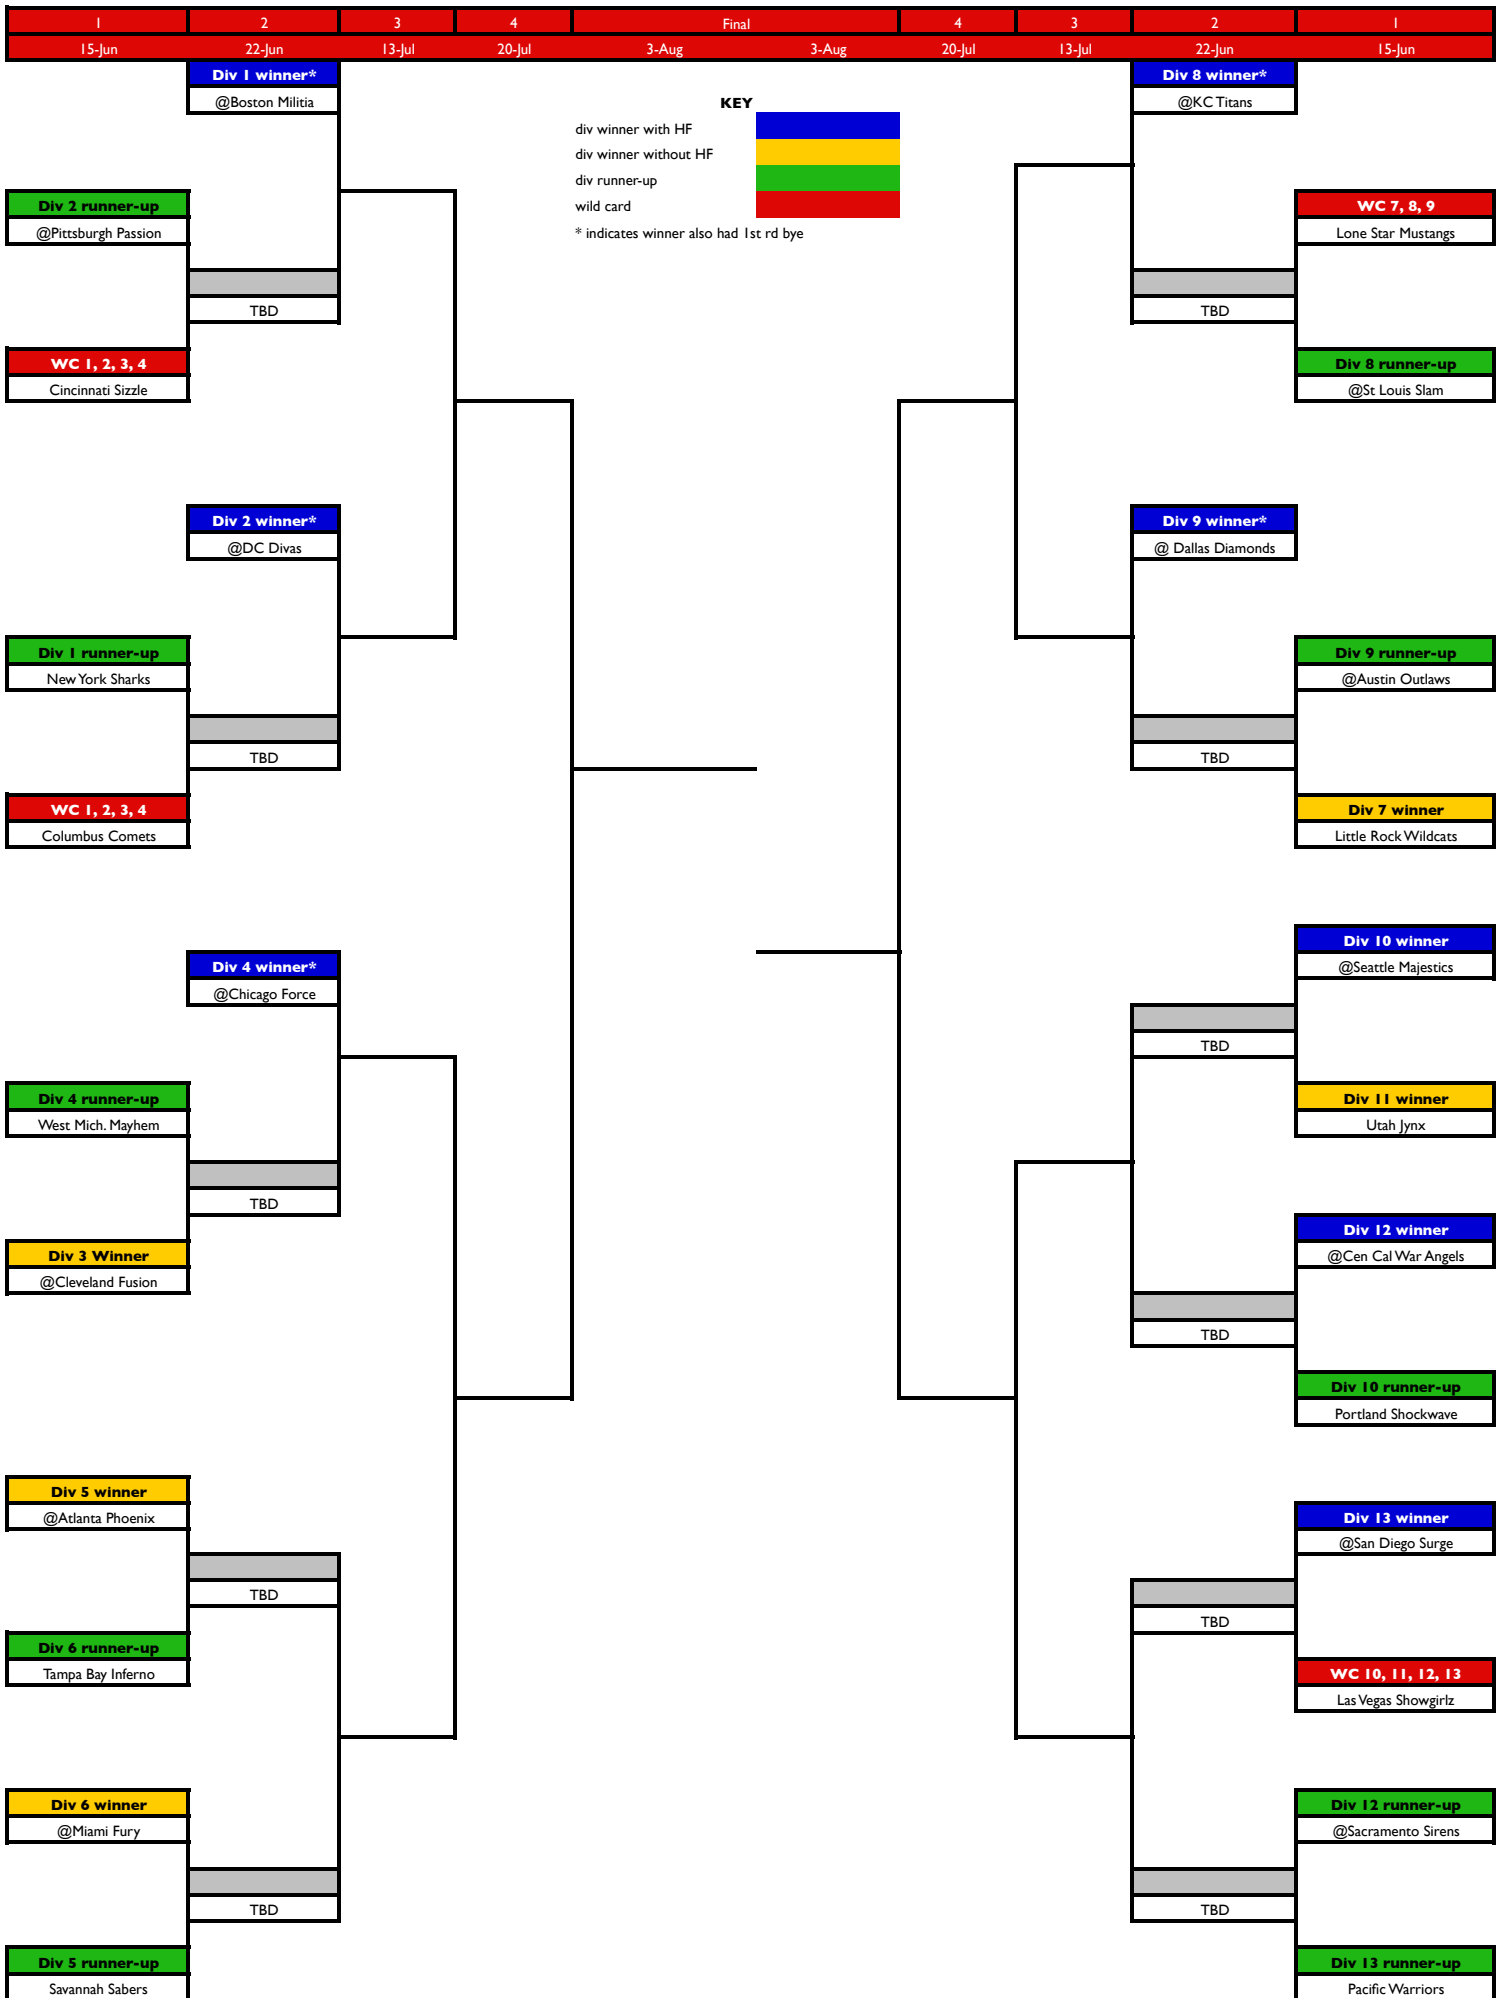 1 2 3 4 Final 4 3 2 1
15-Jun 22-Jun 13-Jul 20-Jul 3-Aug 3-Aug 20-Jul 13-Jul 22-Jun 15-Jun
Div 1 winner* Div 8 winner*
@Boston Militia @KC Titans
KEY
div winner with HF
div winner without HF
div runner-up
wild card
* indicates winner also had 1st rd bye
Div 2 runner-up WC 7, 8, 9
@Pittsburgh Passion Lone Star Mustangs
TBD TBD
WC 1, 2, 3, 4 Div 8 runner-up
Cincinnati Sizzle @St Louis Slam
Div 2 winner* Div 9 winner*
@DC Divas @ Dallas Diamonds
Div 1 runner-up Div 9 runner-up
New York Sharks @Austin Outlaws
TBD TBD
WC 1, 2, 3, 4 Div 7 winner
Columbus Comets Little Rock Wildcats
Div 10 winner
Div 4 winner* @Seattle Majestics
@Chicago Force
TBD
Div 4 runner-up Div 11 winner
West Mich. Mayhem Utah Jynx
TBD
Div 12 winner
Div 3 Winner @Cen Cal War Angels
@Cleveland Fusion
TBD
Div 10 runner-up
Portland Shockwave
Div 5 winner
@Atlanta Phoenix Div 13 winner
@San Diego Surge
TBD
TBD
Div 6 runner-up
Tampa Bay Inferno WC 10, 11, 12, 13
Las Vegas Showgirlz
Div 6 winner Div 12 runner-up
@Miami Fury @Sacramento Sirens
TBD TBD
Div 5 runner-up Div 13 runner-up
Savannah Sabers Pacific Warriors